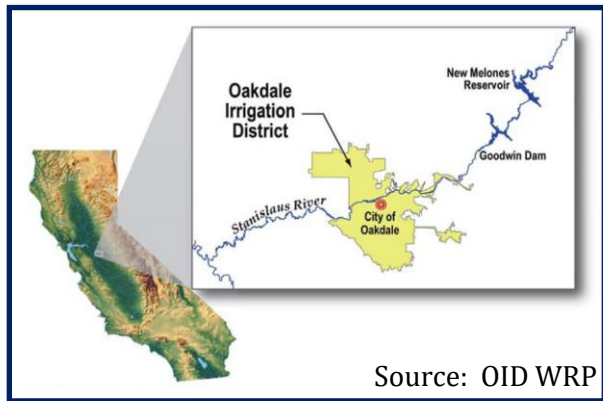 New Melones
Reservoir
Oakdale
Irrigation
District
Goodwin Dam
Stanislaus River
City of
Oakdale
Source: OID WRP